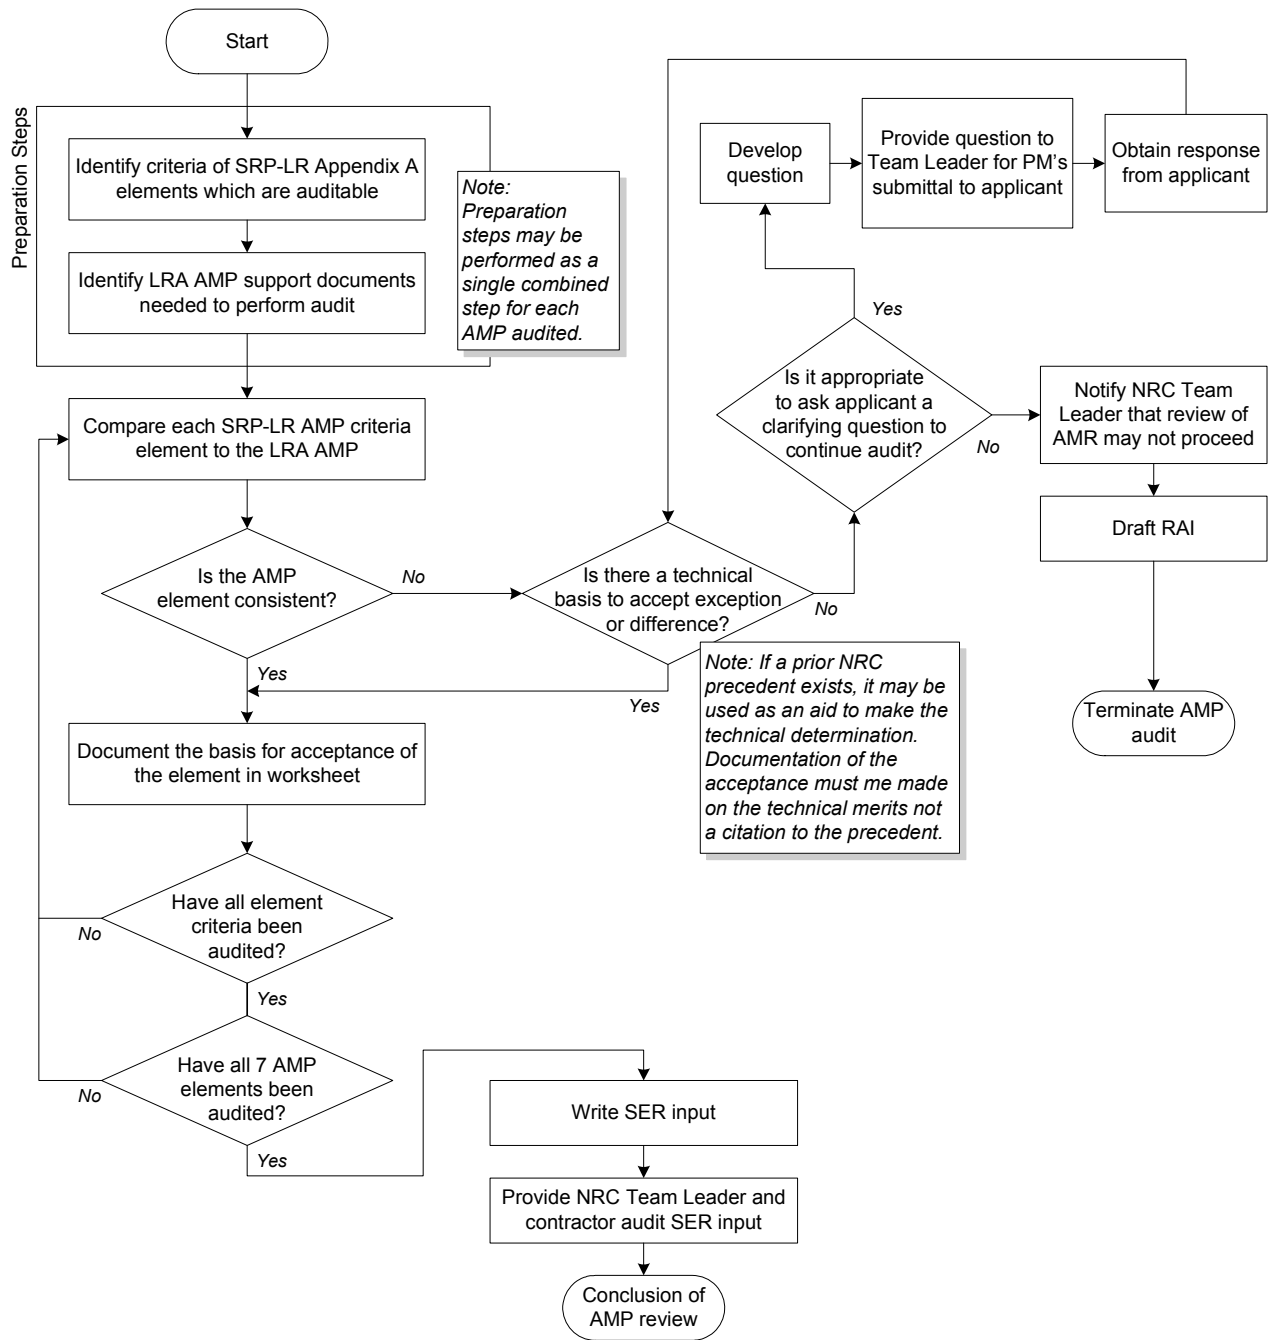 Start
Preparation Steps
Identify criteria of SRP-LR Appendix A
elements which are auditable
Identify LRA AMP support documents
needed to perform audit
Note:
Preparation
steps may be
performed as a
single combined
step for each
AMP audited.
Compare each SRP-LR AMP criteria
element to the LRA AMP
Is the AMP
element consistent?
No
Yes
Is there a technical
basis to accept exception
or difference?
No
Yes
Note: If a prior NRC
precedent exists, it may be
used as an aid to make the
technical determination.
Documentation of the
acceptance must me made
on the technical merits not
a citation to the precedent.
Is it appropriate
to ask applicant a
clarifying question to
continue audit?
Yes
No
Develop
question
Provide question to
Team Leader for PM's
submittal to applicant
Obtain response
from applicant
Notify NRC Team
Leader that review of
AMR may not proceed
Draft RAI
Terminate AMP
audit
Document the basis for acceptance of
the element in worksheet
Have all element
criteria been
audited?
No
Yes
Have all 7 AMP
elements been
audited?
No
Yes
Write SER input
Provide NRC Team Leader and
contractor audit SER input
Conclusion of
AMP review